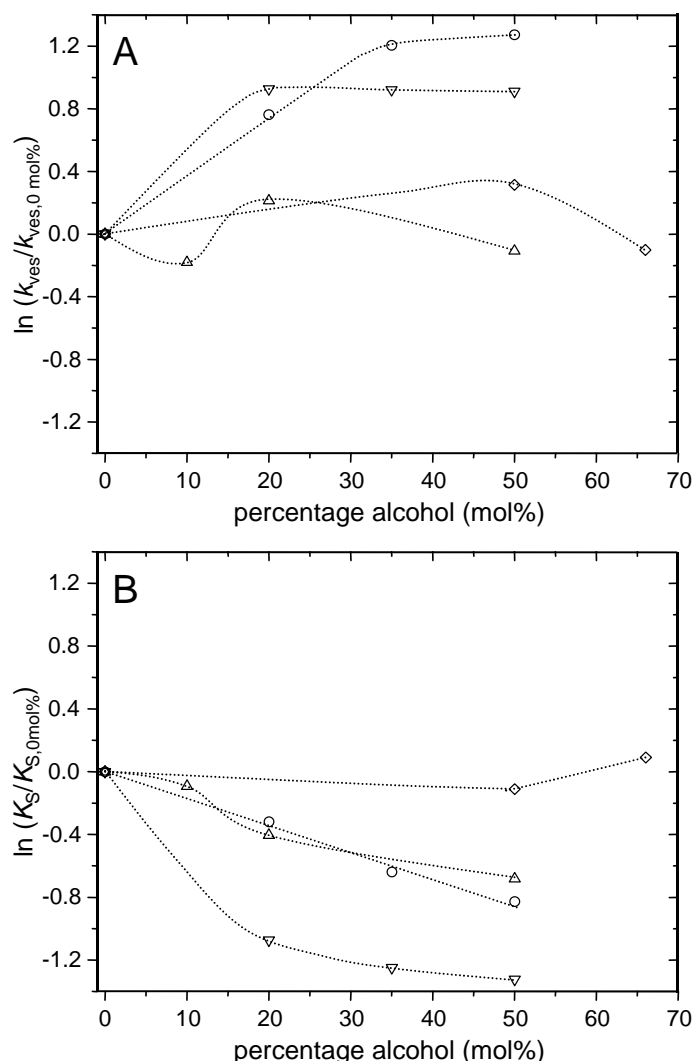 A
1.2
0.8
0.4
0.0
-0.4
-0.8
-1.2
ln (kves/kves,0 mol%)
0 10 20 30 40 50 60 70
percentage alcohol (mol%)
B
1.2
0.8
0.4
0.0
-0.4
-0.8
-1.2
ln (KS/KS,0mol%)
0 10 20 30 40 50 60 70
percentage alcohol (mol%)